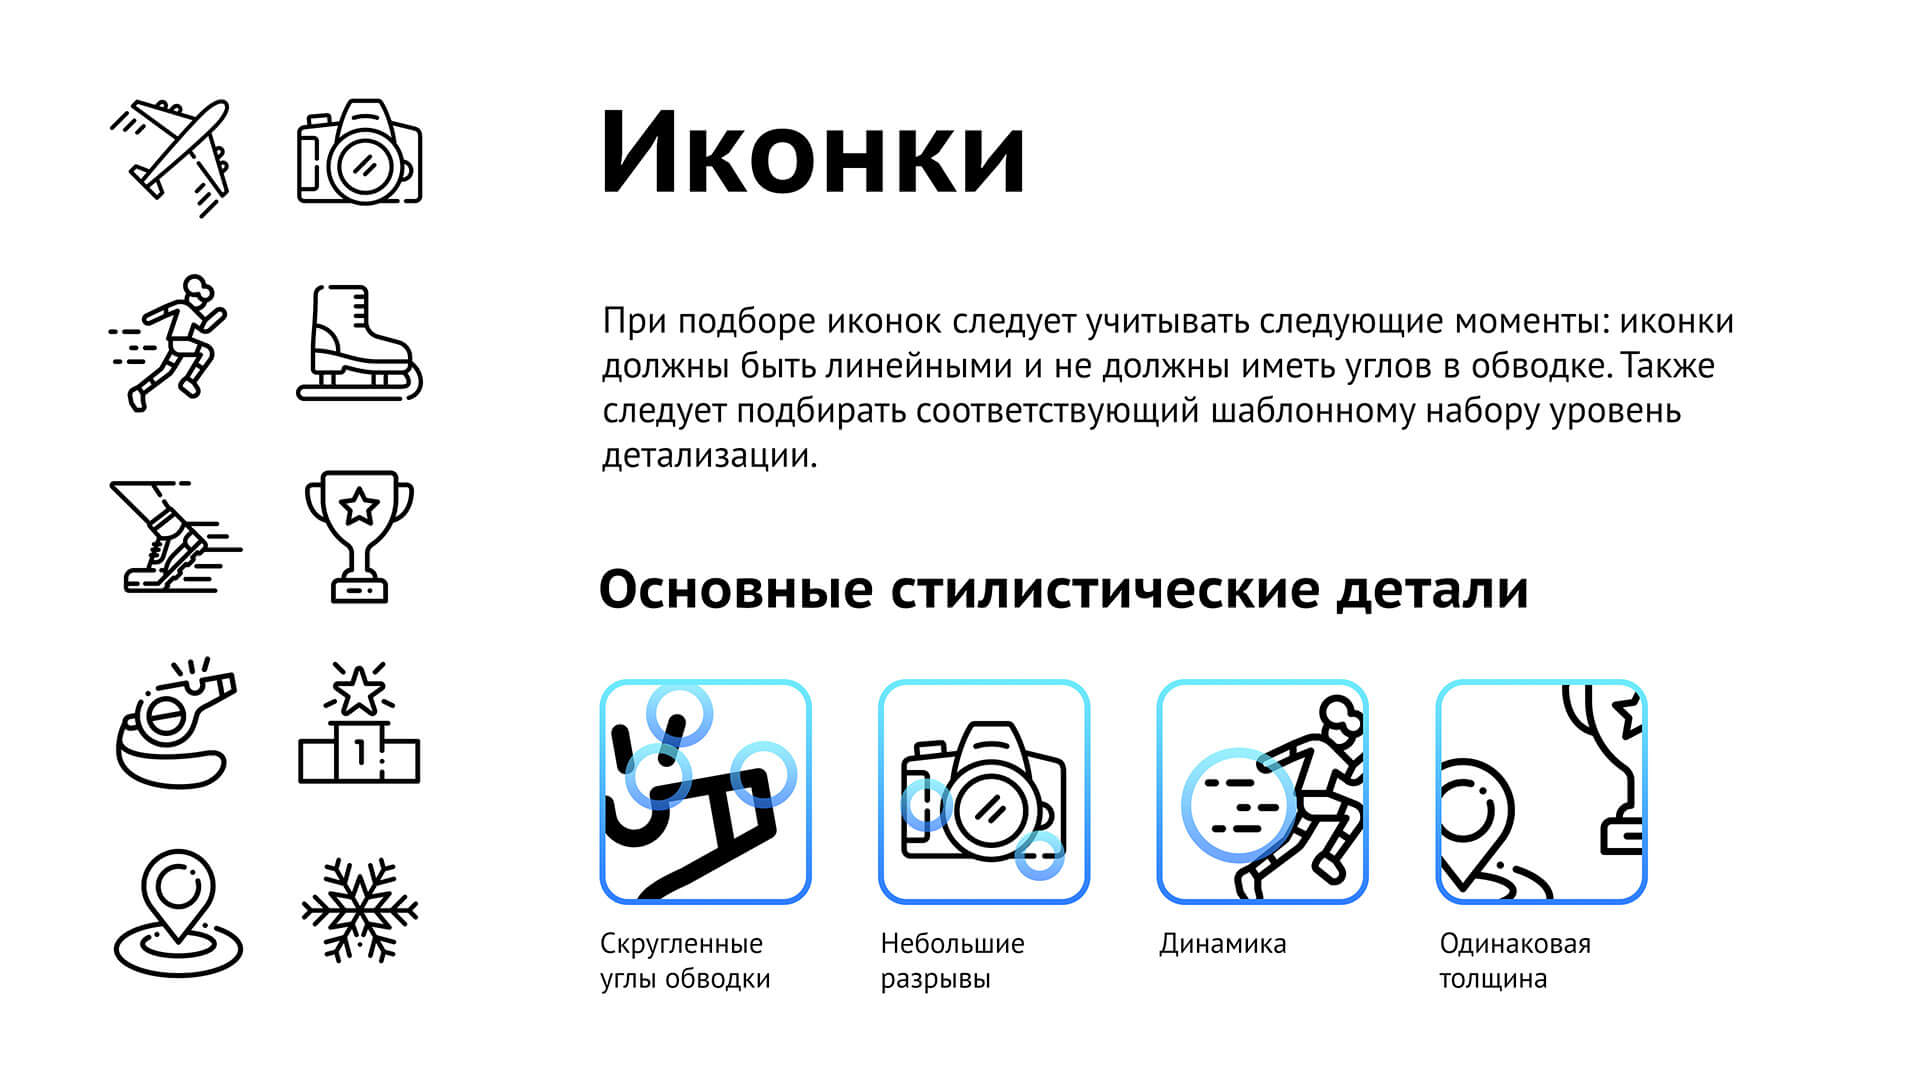 Иконки
При подборе иконок следует учитывать следующие моменты: иконки
должны быть линейными и не должны иметь углов в обводке. Также
следует подбирать соответствующий шаблонному набору уровень
детализации.
1
Основные стилистические детали
Скругленные
углы обводки
Небольшие
разрывы
Динамика
Одинаковая
толщина